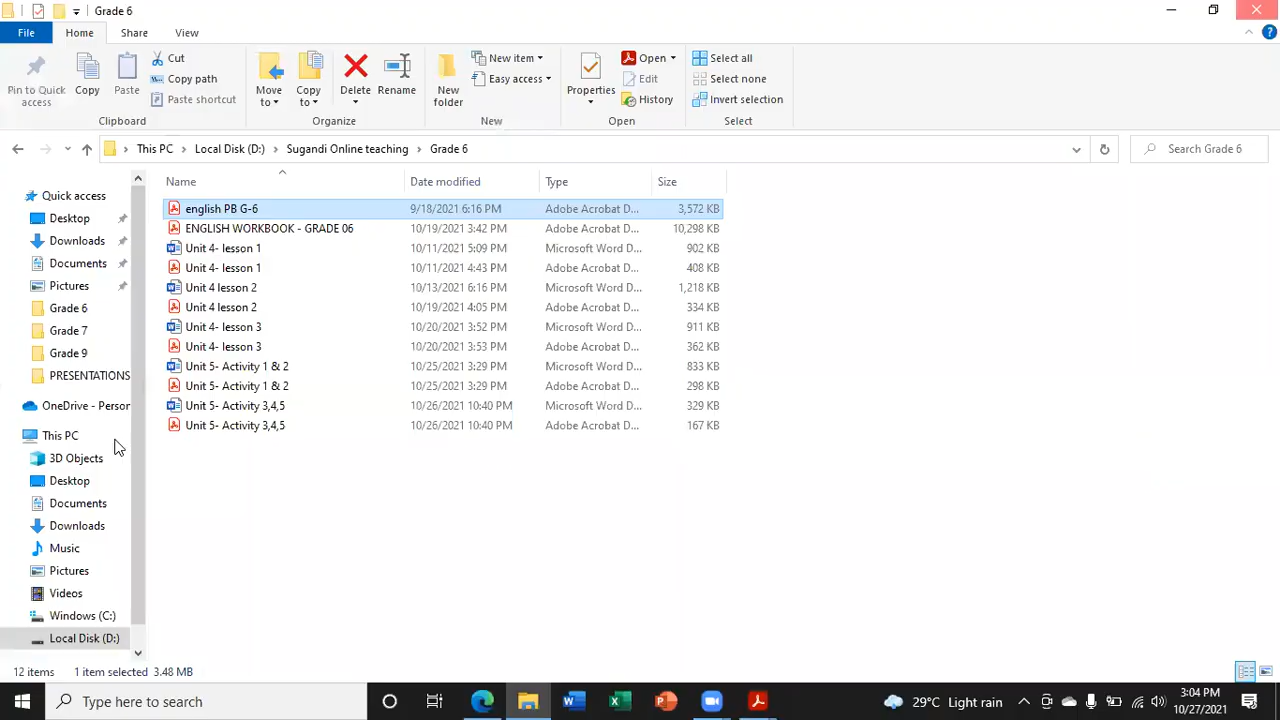 Grade 6
File Home Share View
Pin to Quick access
Copy
Paste
Cut
Copy path
Paste shortcut
Clipboard
Move to
Copy to
Delete
Rename
Organize
New folder
New item
Easy access
New
Properties
Open
Edit
History
Open
Select all
Select none
Invert selection
Select
This PC Local Disk (D:) Sugandi Online teaching Grade 6 Search Grade 6
Name Date modified Type Size
english PB G-6 9/18/2021 6:16 PM Adobe Acrobat D... 3,572 KB
ENGLISH WORKBOOK - GRADE 06 10/19/2021 3:42 PM Adobe Acrobat D... 10,298 KB
Unit 4- lesson 1 10/11/2021 5:09 PM Microsoft Word D... 902 KB
Unit 4- lesson 1 10/11/2021 4:43 PM Adobe Acrobat D... 408 KB
Unit 4 lesson 2 10/13/2021 6:16 PM Microsoft Word D... 1,218 KB
Unit 4 lesson 2 10/19/2021 4:05 PM Adobe Acrobat D... 334 KB
Unit 4- lesson 3 10/20/2021 3:52 PM Microsoft Word D... 911 KB
Unit 4- lesson 3 10/20/2021 3:53 PM Adobe Acrobat D... 362 KB
Unit 5- Activity 1 & 2 10/25/2021 3:29 PM Microsoft Word D... 833 KB
Unit 5- Activity 1 & 2 10/25/2021 3:29 PM Adobe Acrobat D... 298 KB
Unit 5- Activity 3,4,5 10/26/2021 10:40 PM Microsoft Word D... 329 KB
Unit 5- Activity 3,4,5 10/26/2021 10:40 PM Adobe Acrobat D... 167 KB
Quick access
Desktop
Downloads
Documents
Pictures
Grade 6
Grade 7
Grade 9
PRESENTATIONS
OneDrive - Person
This PC
3D Objects
Desktop
Documents
Downloads
Music
Pictures
Videos
Windows (C:)
Local Disk (D:)
12 items 1 item selected 3.48 MB
Type here to search
29°C Light rain
3:04 PM
10/27/2021